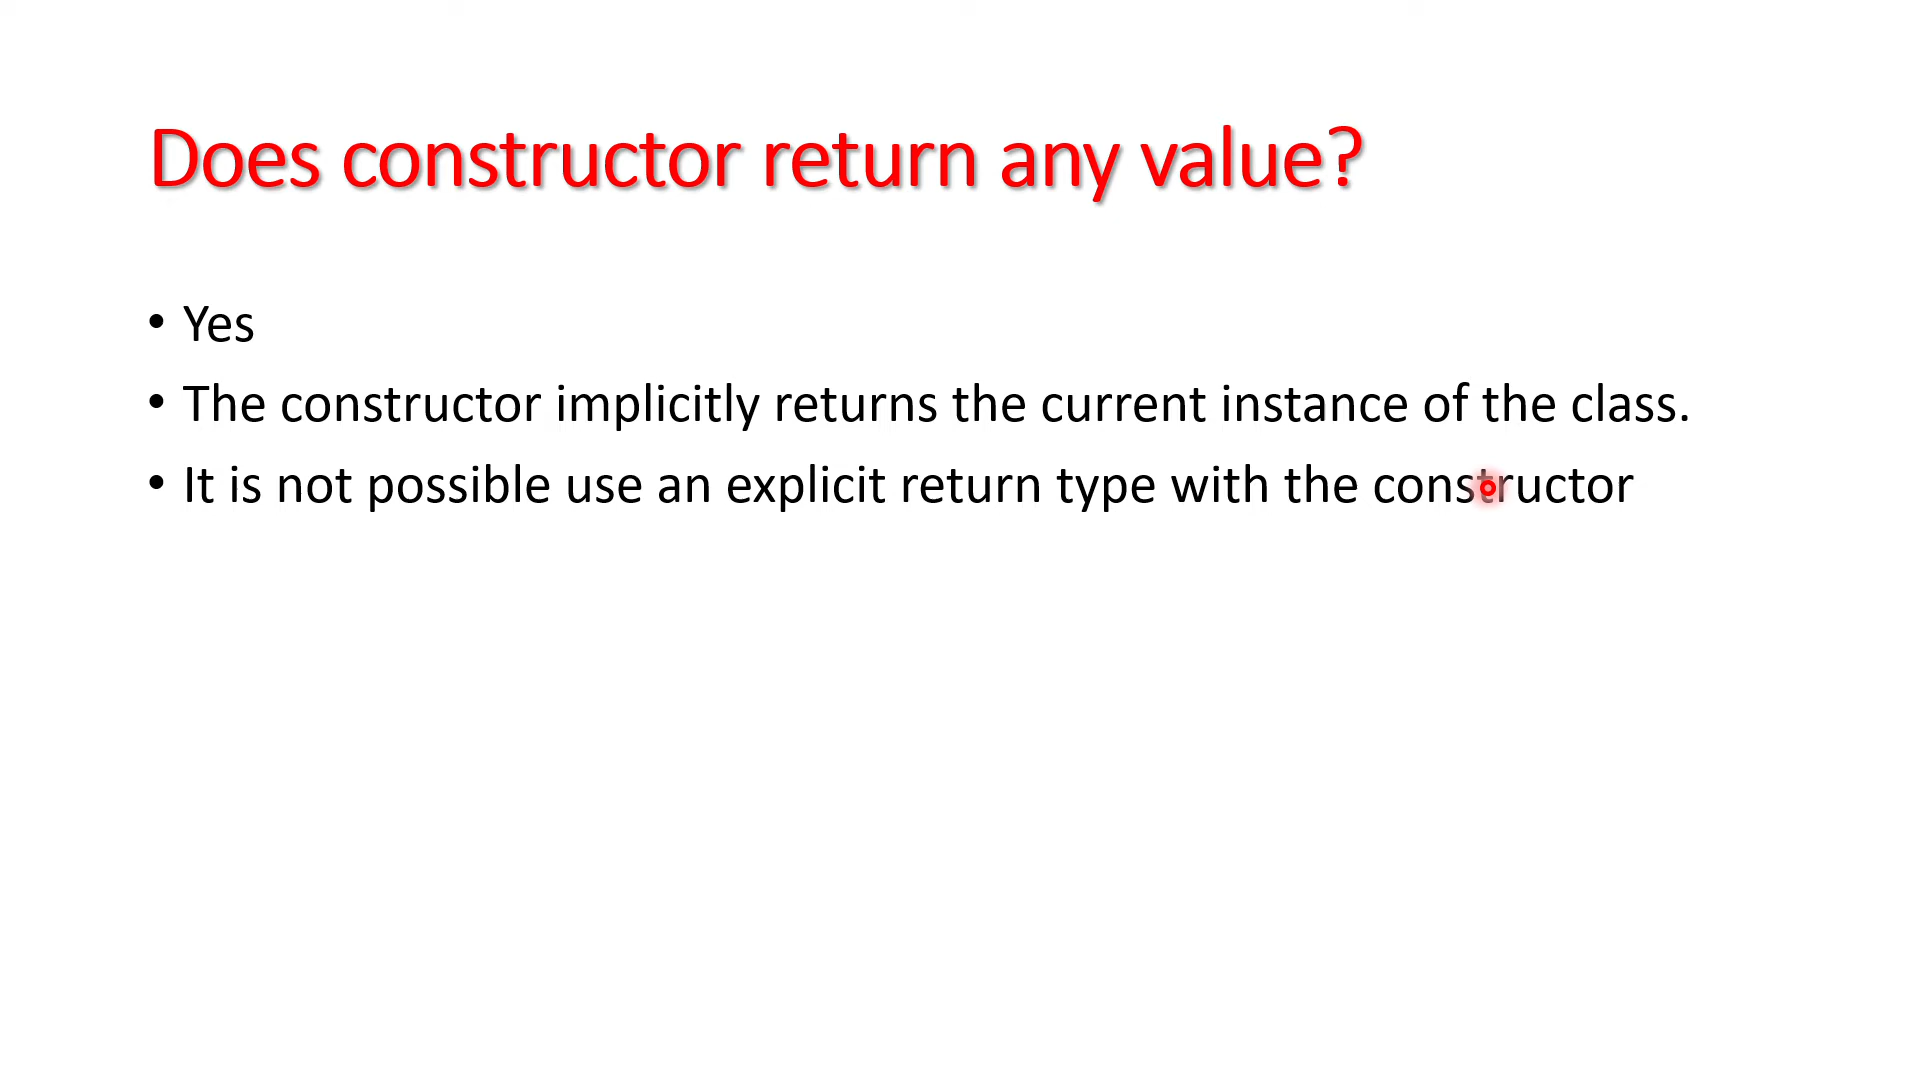 Does constructor return any value?
• Yes
• The constructor implicitly returns the current instance of the class.
• It is not possible use an explicit return type with the constructor